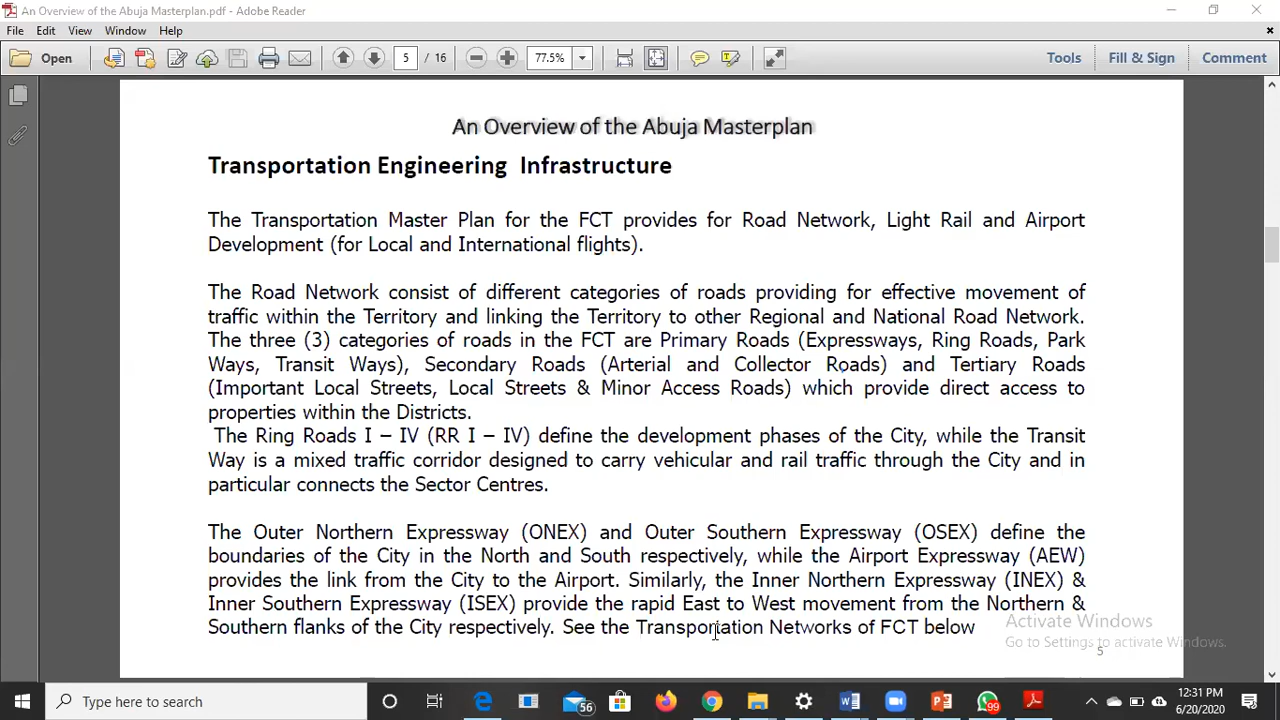 An Overview of the Abuja Masterplan.pdf - Adobe Reader
File Edit View Window Help
Open 5 / 16 77.5% Tools Fill & Sign Comment
An Overview of the Abuja Masterplan
Transportation Engineering Infrastructure
The Transportation Master Plan for the FCT provides for Road Network, Light Rail and Airport
Development (for Local and International flights).
The Road Network consist of different categories of roads providing for effective movement of
traffic within the Territory and linking the Territory to other Regional and National Road Network.
The three (3) categories of roads in the FCT are Primary Roads (Expressways, Ring Roads, Park
Ways, Transit Ways), Secondary Roads (Arterial and Collector Roads) and Tertiary Roads
(Important Local Streets, Local Streets & Minor Access Roads) which provide direct access to
properties within the Districts.
The Ring Roads I – IV (RR I – IV) define the development phases of the City, while the Transit
Way is a mixed traffic corridor designed to carry vehicular and rail traffic through the City and in
particular connects the Sector Centres.
The Outer Northern Expressway (ONEX) and Outer Southern Expressway (OSEX) define the
boundaries of the City in the North and South respectively, while the Airport Expressway (AEW)
provides the link from the City to the Airport. Similarly, the Inner Northern Expressway (INEX) &
Inner Southern Expressway (ISEX) provide the rapid East to West movement from the Northern &
Southern flanks of the City respectively. See the Transportation Networks of FCT below
Activate Windows
Go to Settings to activate Windows.
5
Type here to search
56
99
12:31 PM
6/20/2020